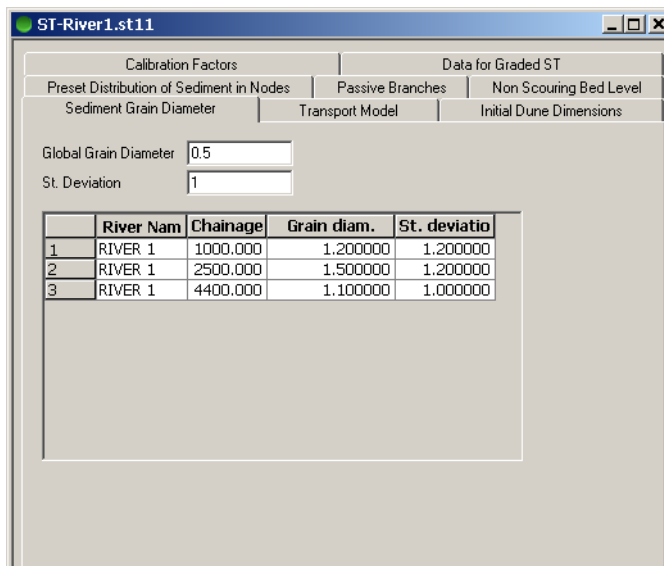 ST-River1.st11
Calibration Factors Data for Graded ST
Preset Distribution of Sediment in Nodes Passive Branches Non Scouring Bed Level
Sediment Grain Diameter Transport Model Initial Dune Dimensions
Global Grain Diameter 0.5
St. Deviation 1
River Nam Chainage Grain diam. St. deviatio
1 RIVER 1 1000.000 1.200000 1.200000
2 RIVER 1 2500.000 1.500000 1.200000
3 RIVER 1 4400.000 1.100000 1.000000